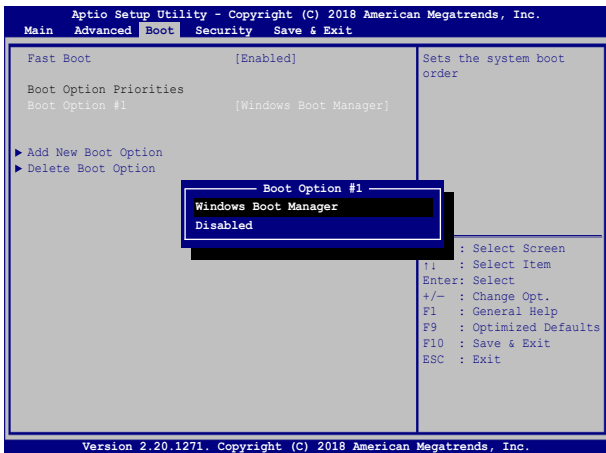 Aptio Setup Utility - Copyright (C) 2018 American Megatrends, Inc.
Main Advanced Boot Security Save & Exit
Fast Boot [Enabled]
Boot Option Priorities
Boot Option #1 [Windows Boot Manager]
Add New Boot Option
Delete Boot Option
Sets the system boot
order
Boot Option #1
Windows Boot Manager
Disabled
: Select Screen
↑↓ : Select Item
Enter: Select
+/— : Change Opt.
F1 : General Help
F9 : Optimized Defaults
F10 : Save & Exit
ESC : Exit
Version 2.20.1271. Copyright (C) 2018 American Megatrends, Inc.